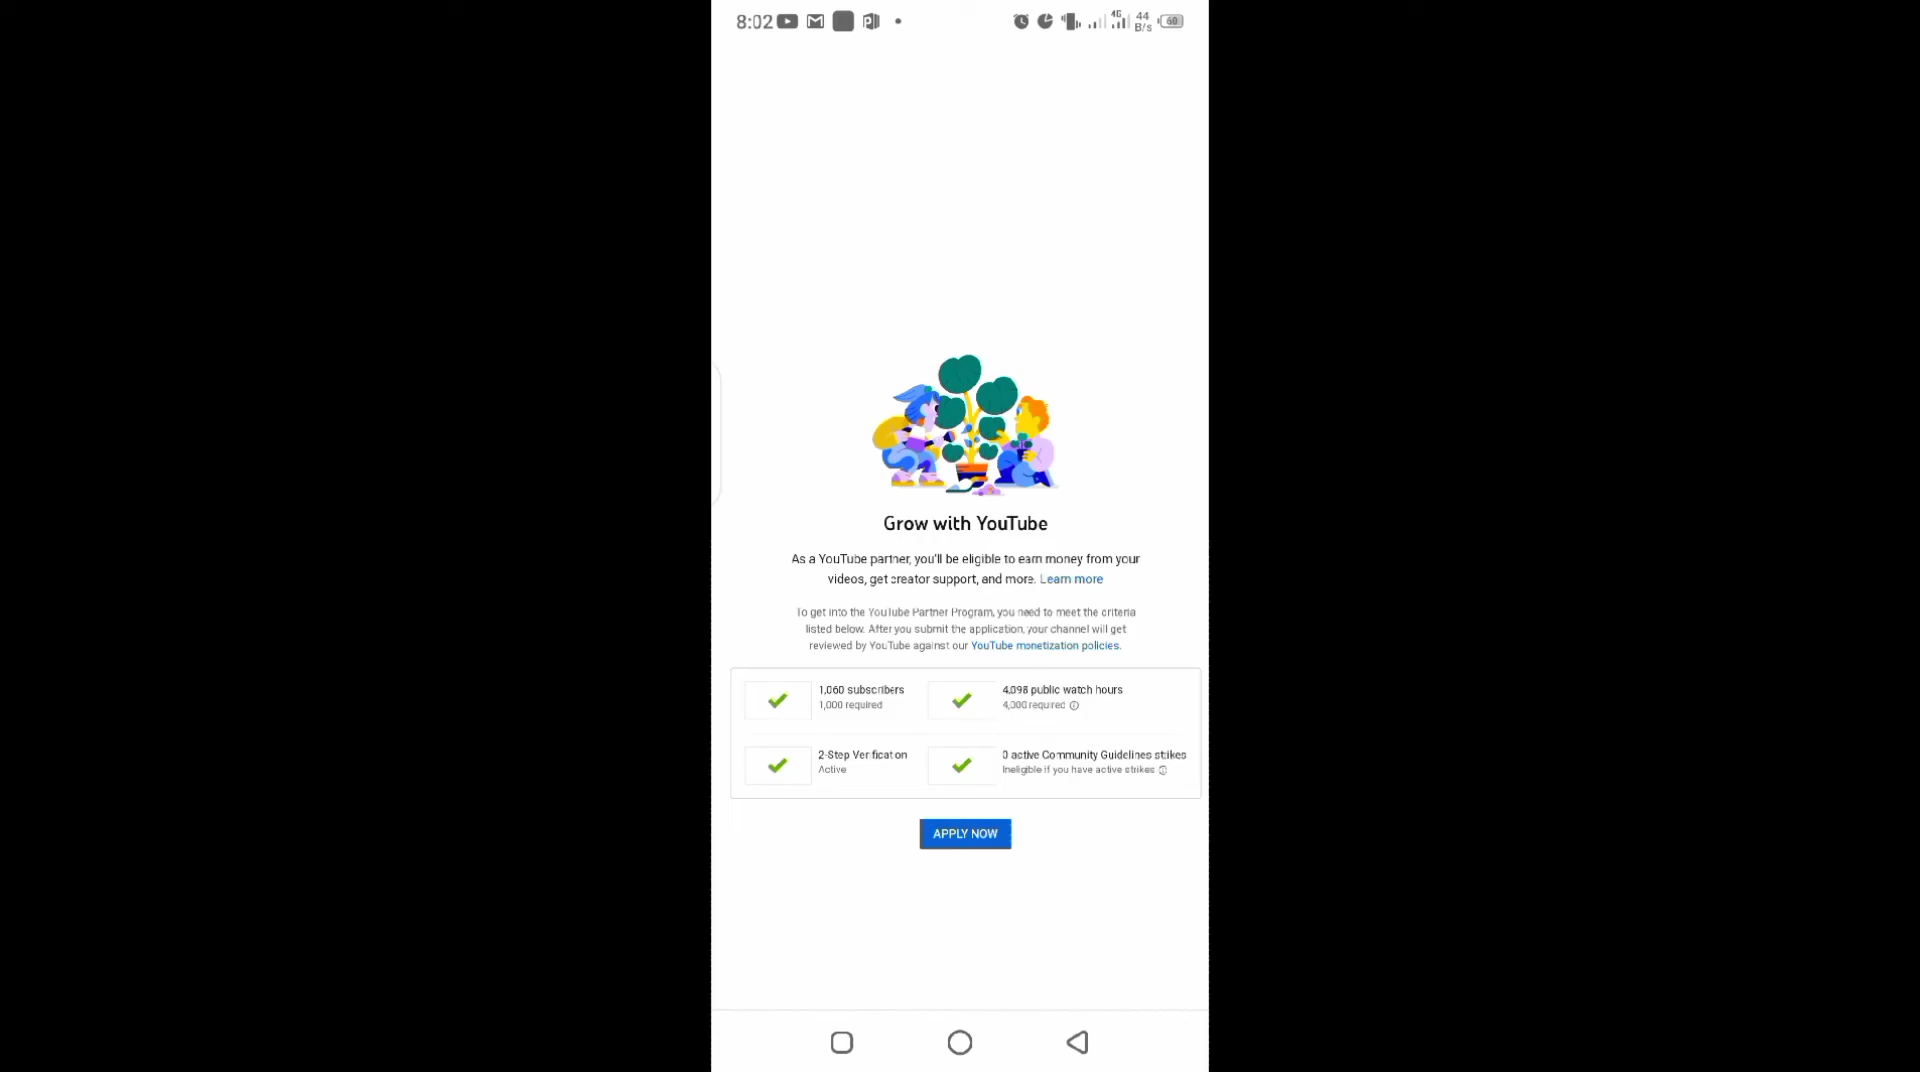 8:02
4G
44 B/s
60
Grow with YouTube
As a YouTube partner, you'll be eligible to earn money from your
videos, get creator support, and more. Learn more
To get into the YouTube Partner Program, you need to meet the criteria
listed below. After you submit the application, your channel will get
reviewed by YouTube against our YouTube monetization policies.
1,060 subscribers
1,000 required
4,098 public watch hours
4,000 required
2-Step Verification
Active
0 active Community Guidelines strikes
Ineligible if you have active strikes
APPLY NOW